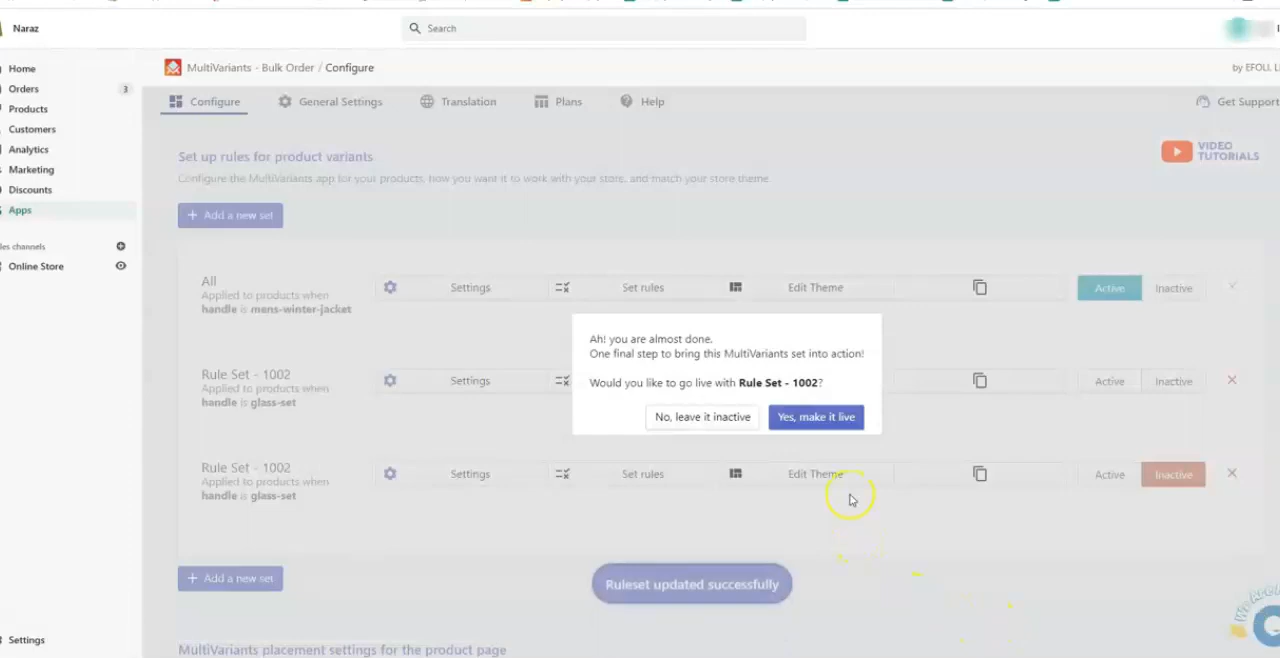 Naraz
Search
Home
Orders 3
Products
Customers
Analytics
Marketing
Discounts
Apps
les channels
Online Store
Settings
MultiVariants - Bulk Order / Configure
by EFOLI LI
Configure General Settings Translation Plans Help
Get Support
Set up rules for product variants
VIDEO
TUTORIALS
Configure the MultiVariants app for your products, how you want it to work with your store, and match your store theme.
+ Add a new set
All
Applied to products when
handle is mens-winter-jacket
Settings Set rules Edit Theme Active Inactive
Ah! you are almost done.
One final step to bring this MultiVariants set into action!
Would you like to go live with Rule Set - 1002?
No, leave it inactive Yes, make it live
Rule Set - 1002
Applied to products when
handle is glass-set
Settings Active Inactive
Rule Set - 1002
Applied to products when
handle is glass-set
Settings Set rules Edit Theme Active Inactive
+ Add a new set
Ruleset updated successfully
MultiVariants placement settings for the product page